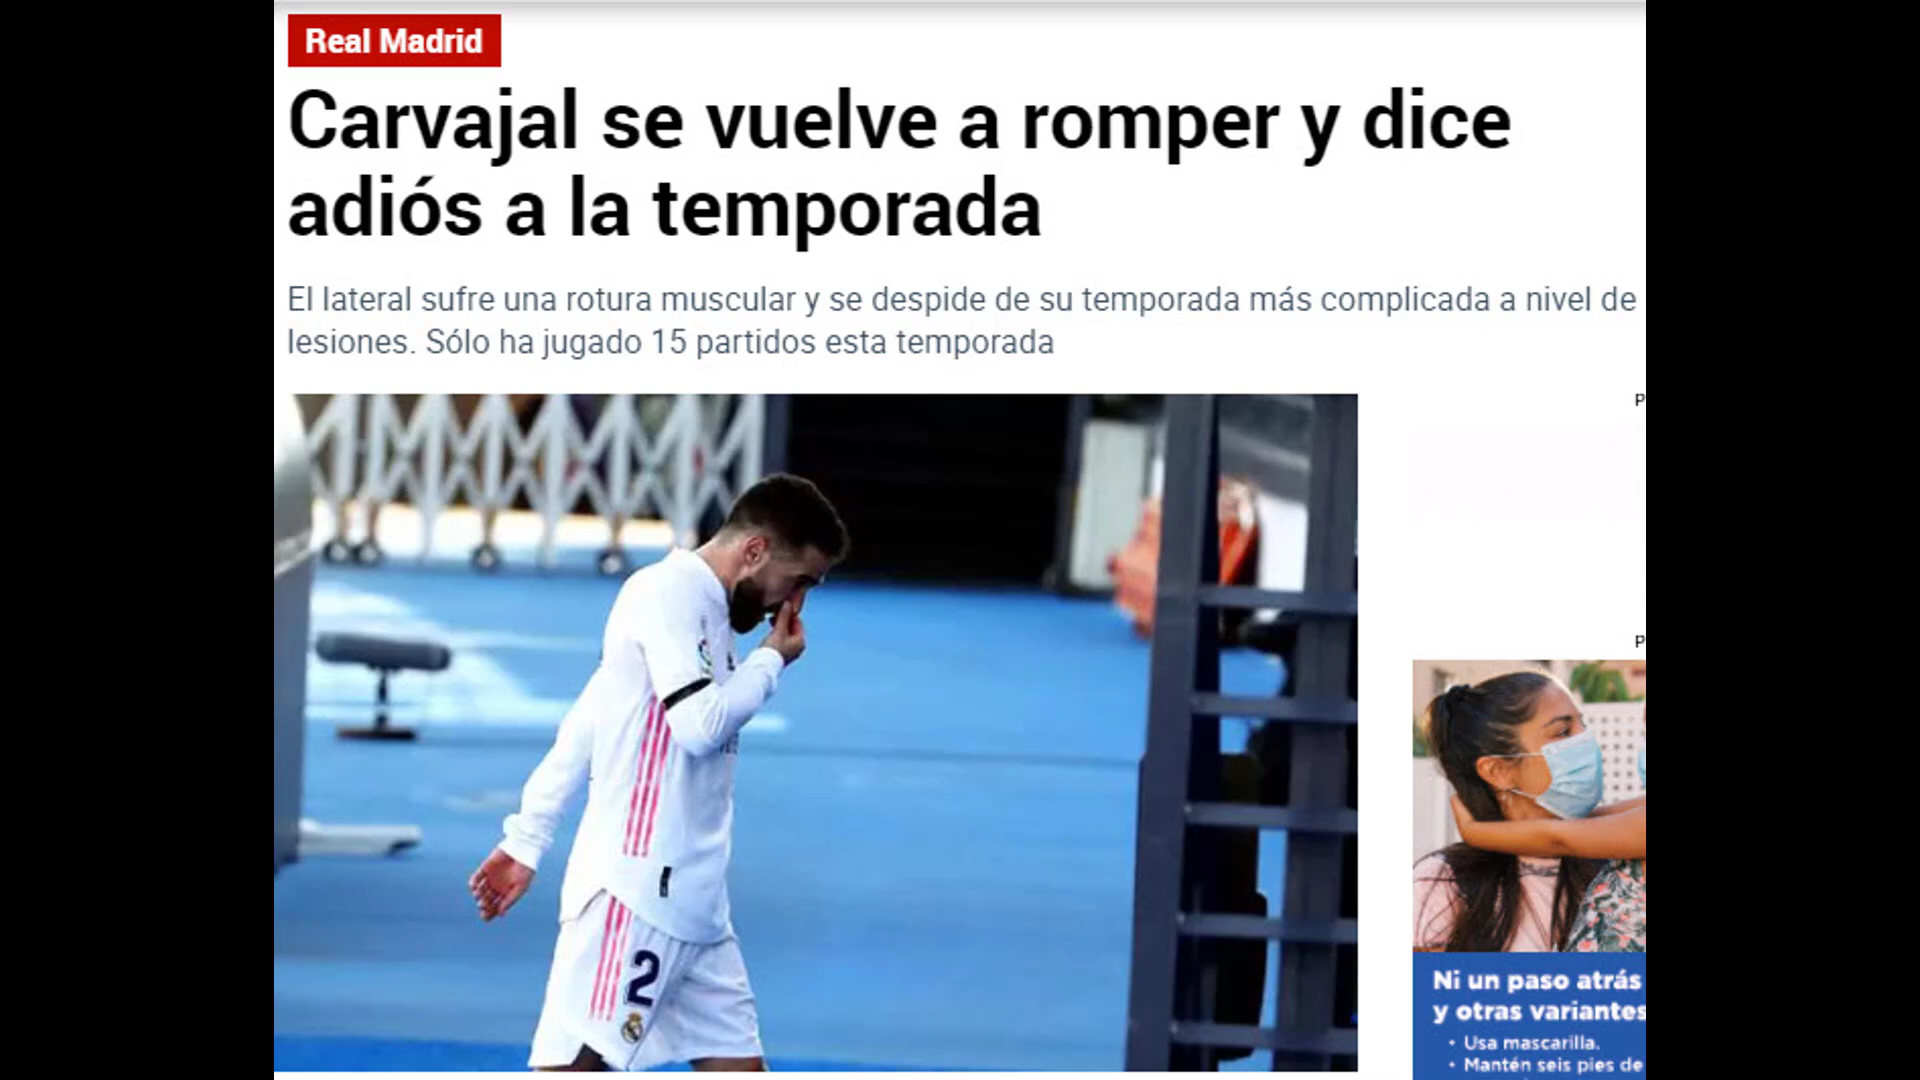 Real Madrid
Carvajal se vuelve a romper y dice
adiós a la temporada
El lateral sufre una rotura muscular y se despide de su temporada más complicada a nivel de
lesiones. Sólo ha jugado 15 partidos esta temporada
P
P
2
Ni un paso atrás
y otras variantes
• Usa mascarilla.
• Mantén seis pies de